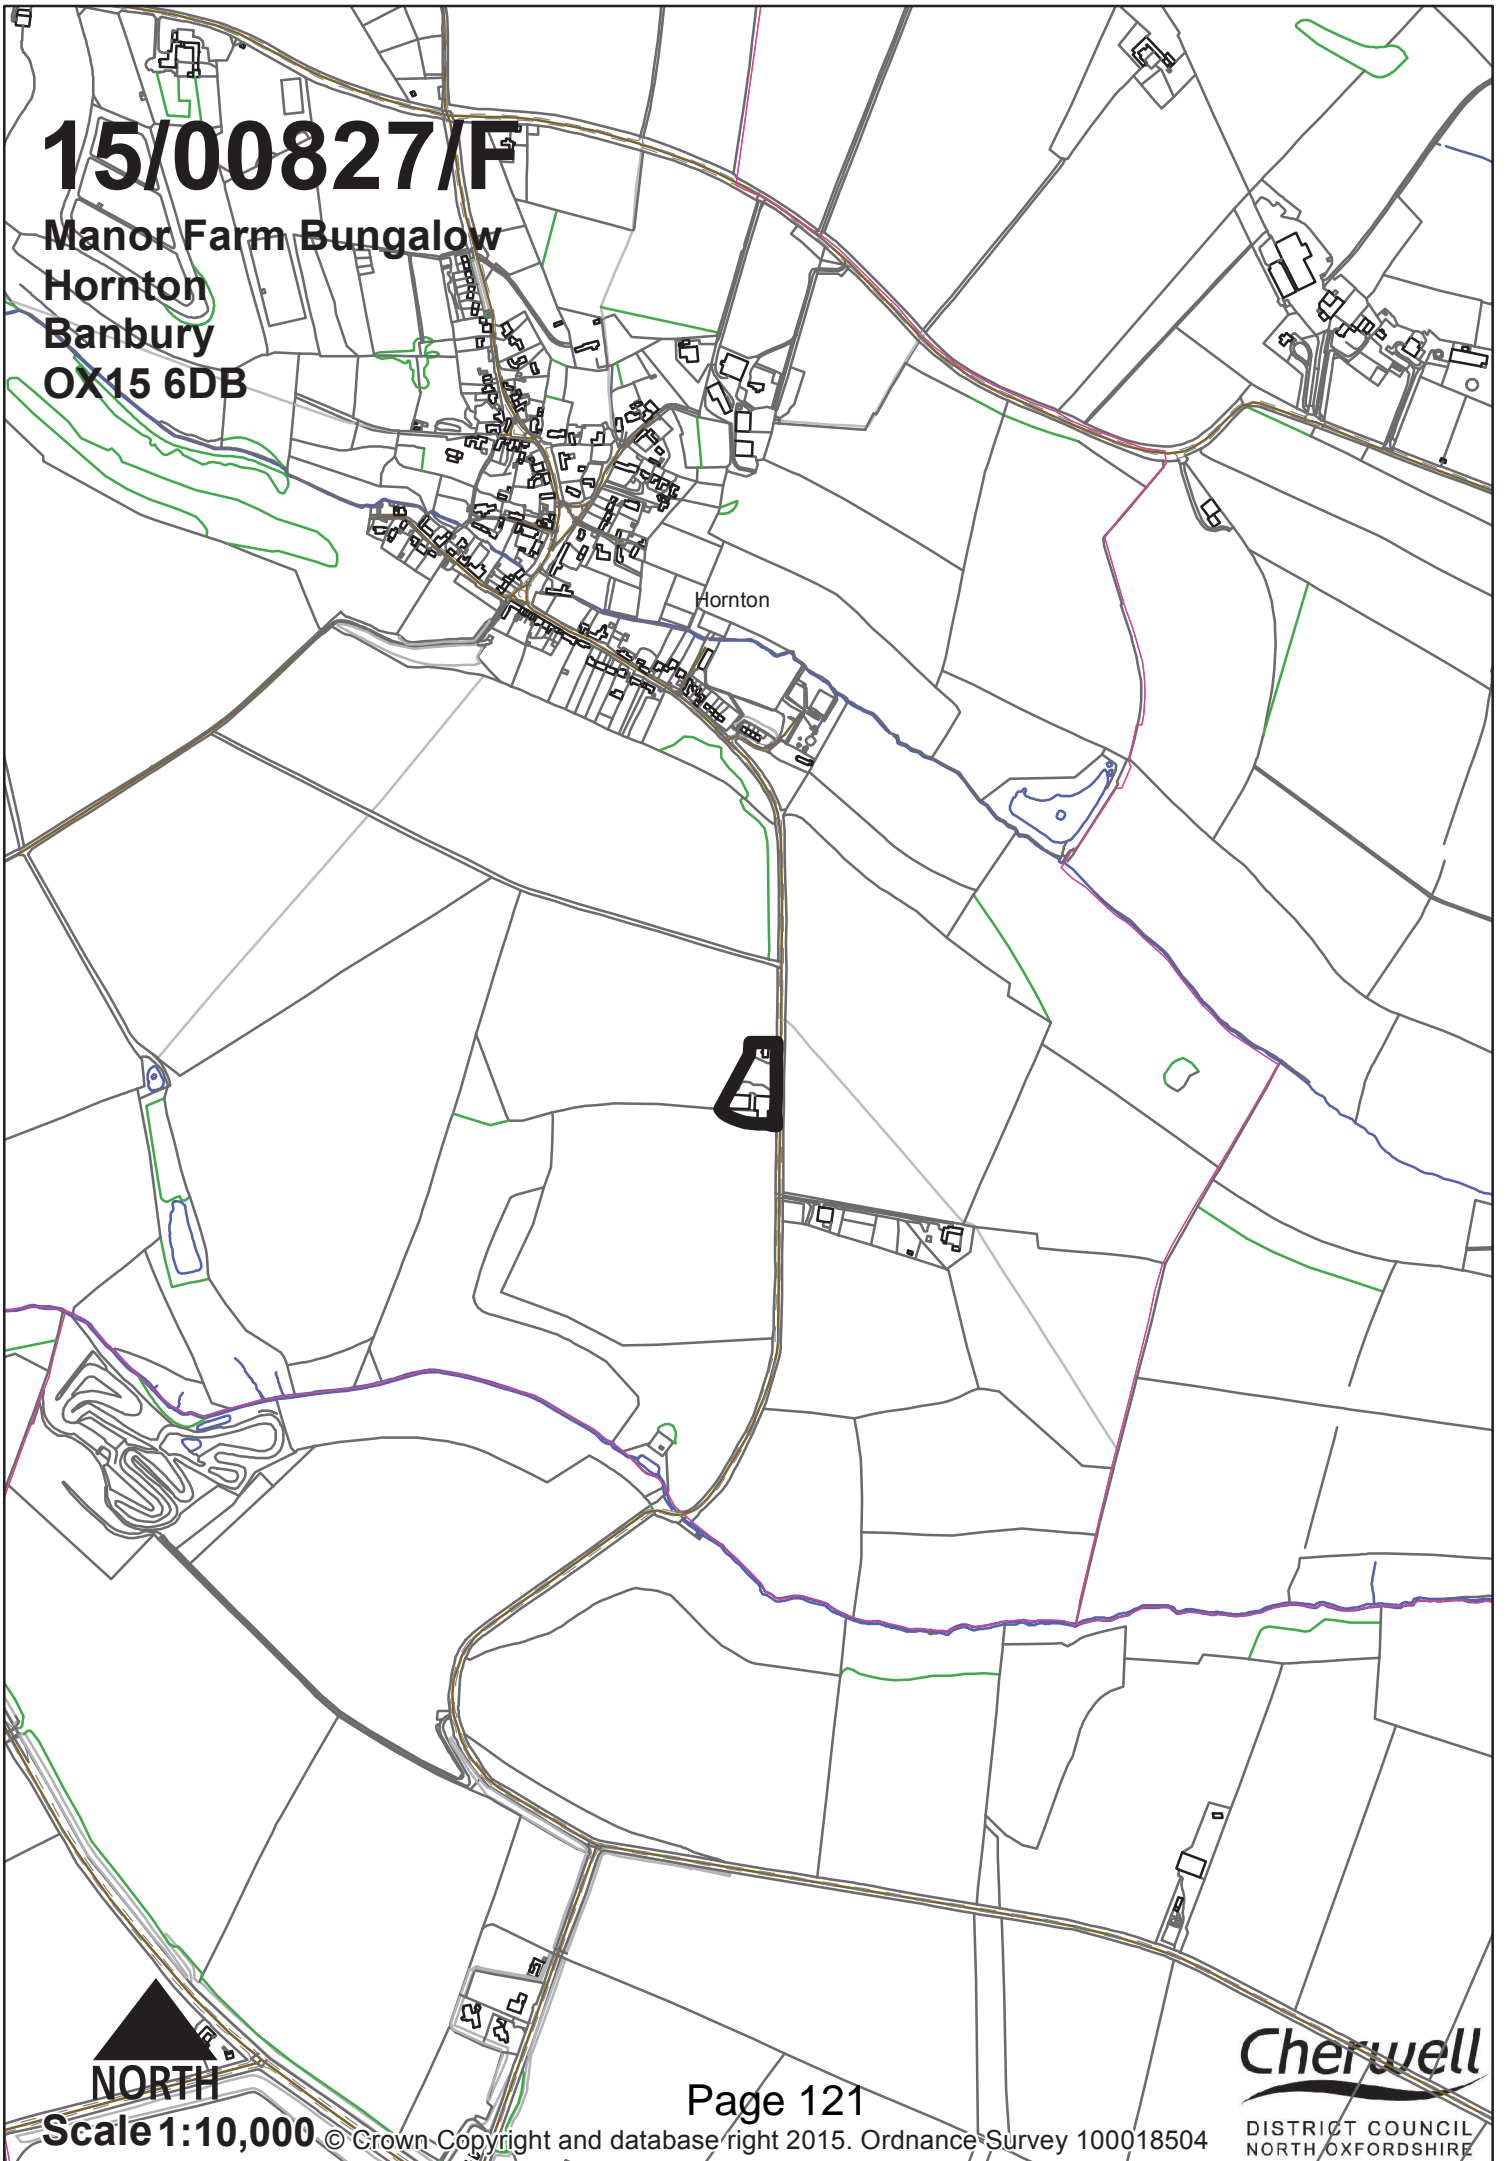 15/00827/F
Manor Farm Bungalow
Hornton
Banbury
OX15 6DB
Hornton
NORTH
Scale 1:10,000
Page 121
© Crown Copyright and database right 2015. Ordnance Survey 100018504
Cherwell
DISTRICT COUNCIL
NORTH OXFORDSHIRE